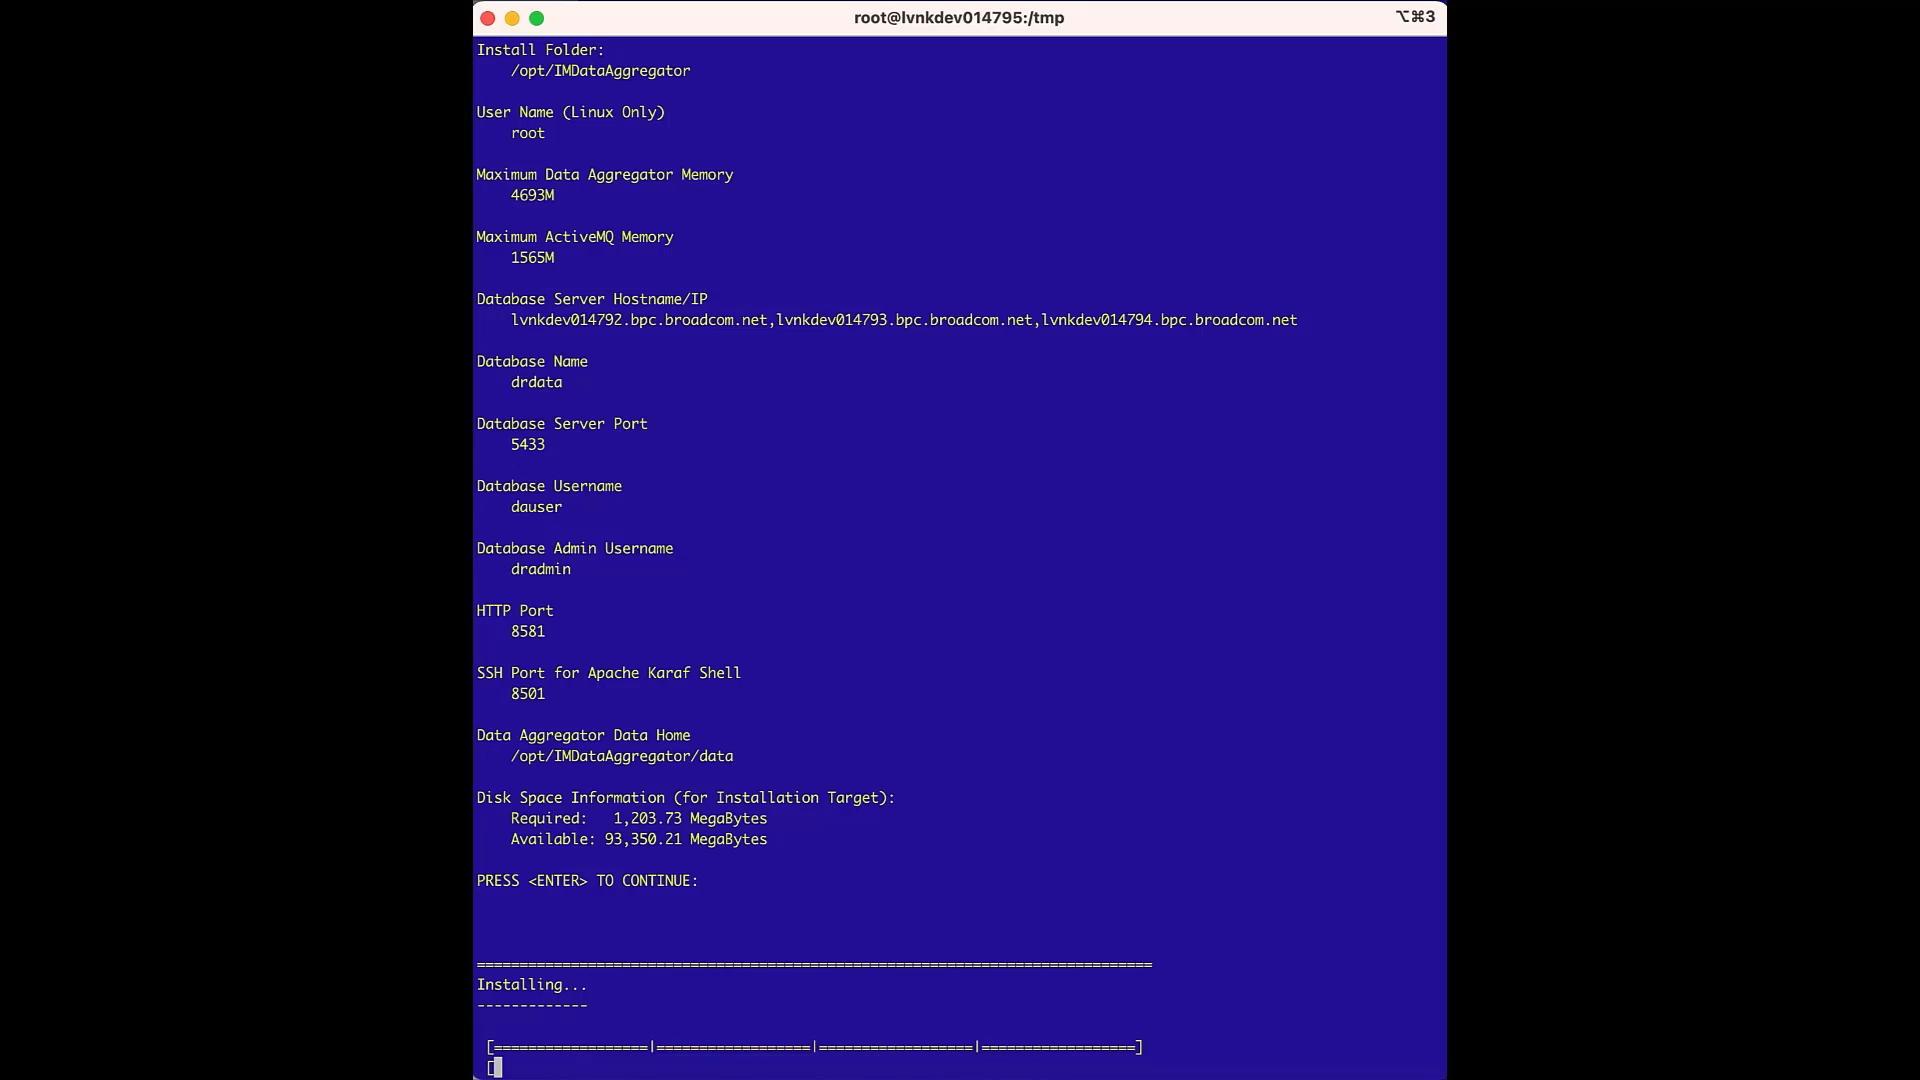 root@lvnkdev014795:/tmp
⌥⌘3
Install Folder:
/opt/IMDataAggregator
User Name (Linux Only)
root
Maximum Data Aggregator Memory
4693M
Maximum ActiveMQ Memory
1565M
Database Server Hostname/IP
lvnkdev014792.bpc.broadcom.net,lvnkdev014793.bpc.broadcom.net,lvnkdev014794.bpc.broadcom.net
Database Name
drdata
Database Server Port
5433
Database Username
dauser
Database Admin Username
dradmin
HTTP Port
8581
SSH Port for Apache Karaf Shell
8501
Data Aggregator Data Home
/opt/IMDataAggregator/data
Disk Space Information (for Installation Target):
Required:   1,203.73 MegaBytes
Available: 93,350.21 MegaBytes
PRESS <ENTER> TO CONTINUE:
===============================================================================
Installing...
-------------
[==================|==================|==================|==================]
[